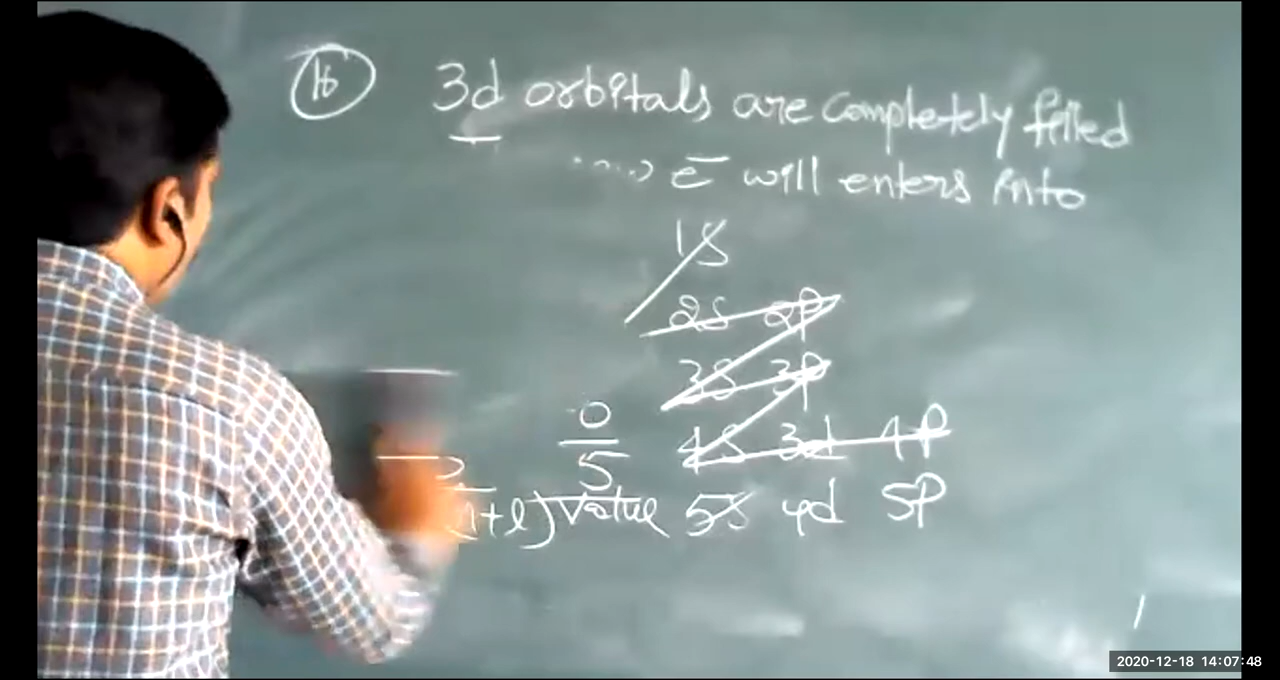 16 3d orbitals are completely filled
e⁻ will enters into
1S
2S 2P
3S 3P
0 4S 3d 4P
5
(n+l) value 5S 4d 5P
2020-12-18 14:07:48